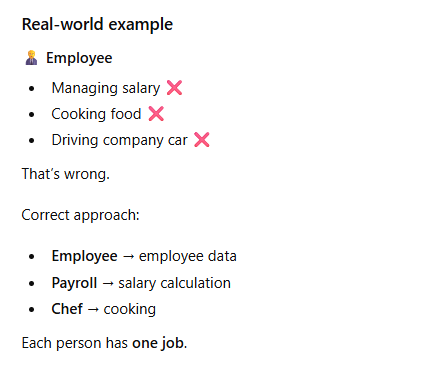 Real-world example
👨‍💼 Employee
• Managing salary ❌
• Cooking food ❌
• Driving company car ❌
That's wrong.
Correct approach:
• Employee → employee data
• Payroll → salary calculation
• Chef → cooking
Each person has one job.